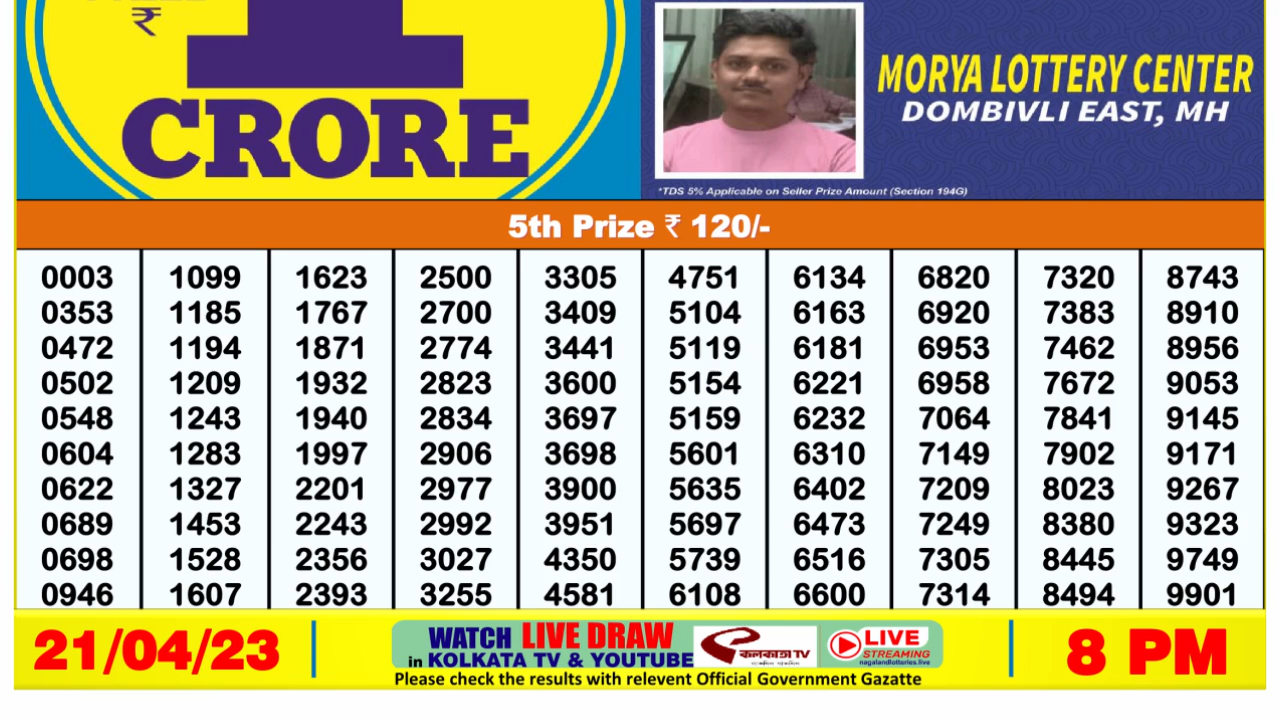 ₹
1
CRORE
MORYA LOTTERY CENTER
DOMBIVLI EAST, MH
*TDS 5% Applicable on Seller Prize Amount (Section 194G)
5th Prize ₹ 120/-
0003 1099 1623 2500 3305 4751 6134 6820 7320 8743
0353 1185 1767 2700 3409 5104 6163 6920 7383 8910
0472 1194 1871 2774 3441 5119 6181 6953 7462 8956
0502 1209 1932 2823 3600 5154 6221 6958 7672 9053
0548 1243 1940 2834 3697 5159 6232 7064 7841 9145
0604 1283 1997 2906 3698 5601 6310 7149 7902 9171
0622 1327 2201 2977 3900 5635 6402 7209 8023 9267
0689 1453 2243 2992 3951 5697 6473 7249 8380 9323
0698 1528 2356 3027 4350 5739 6516 7305 8445 9749
0946 1607 2393 3255 4581 6108 6600 7314 8494 9901
21/04/23
WATCH LIVE DRAW
in KOLKATA TV & YOUTUBE
কলকাতা TV
LIVE
STREAMING
nagalandlotteries.live
8 PM
Please check the results with relevent Official Government Gazatte